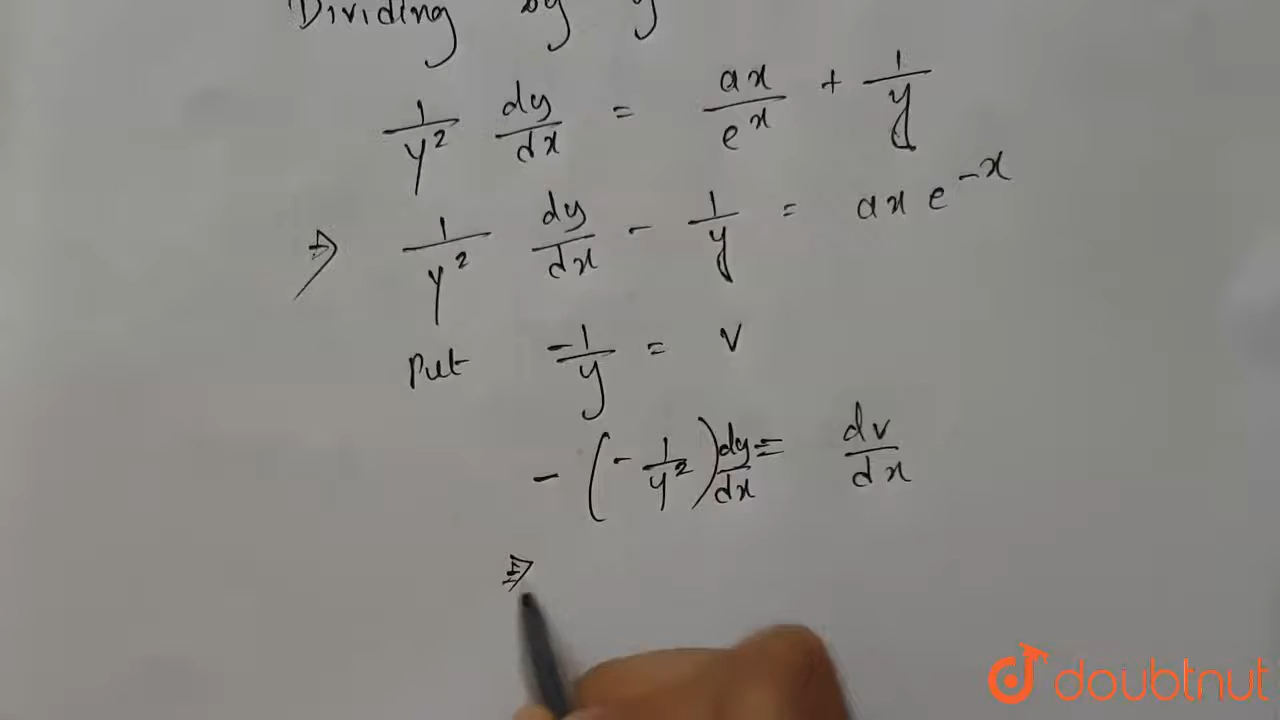 Dividing by y
1/y² dy/dx = ax/eˣ + 1/y
⇒ 1/y² dy/dx - 1/y = ax e⁻ˣ
Put -1/y = v
-(-1/y²) dy/dx = dv/dx
⇒
doubtnut